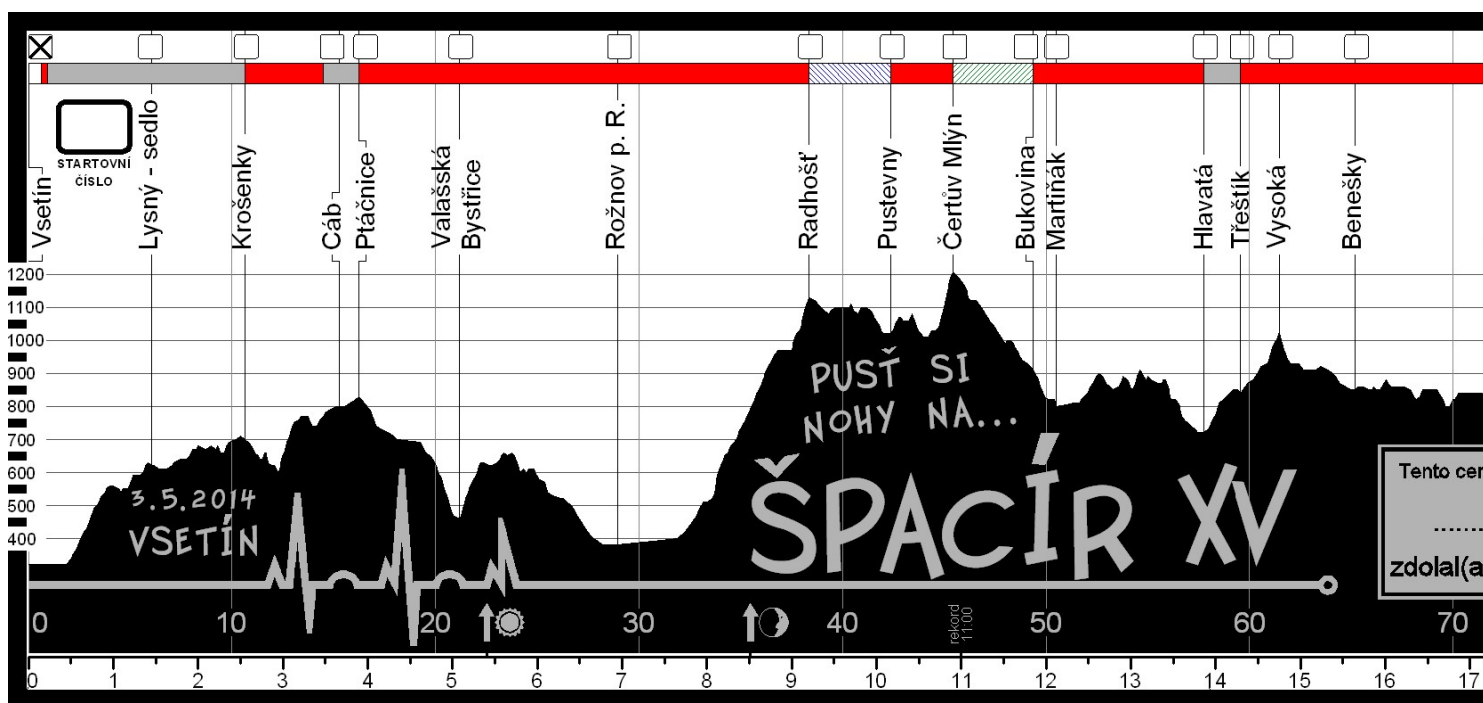 STARTOVNÍ
ČÍSLO
Vsetín
Lysný - sedlo
Krošenky
Cáb
Ptáčnice
Valašská
Bystřice
Rožnov p. R.
Radhošť
Pustevny
Čertův Mlýn
Bukovina
Martiňák
Hlavatá
Třeštík
Vysoká
Benešky
1200
1100
1000
900
800
700
600
500
400
PUSŤ SI
NOHY NA...
ŠPACÍR XV
3.5.2014
VSETÍN
Tento cer
.......
zdolal(a
0 10 20 30 40 50 60 70
rekord
11:00
0 1 2 3 4 5 6 7 8 9 10 11 12 13 14 15 16 17